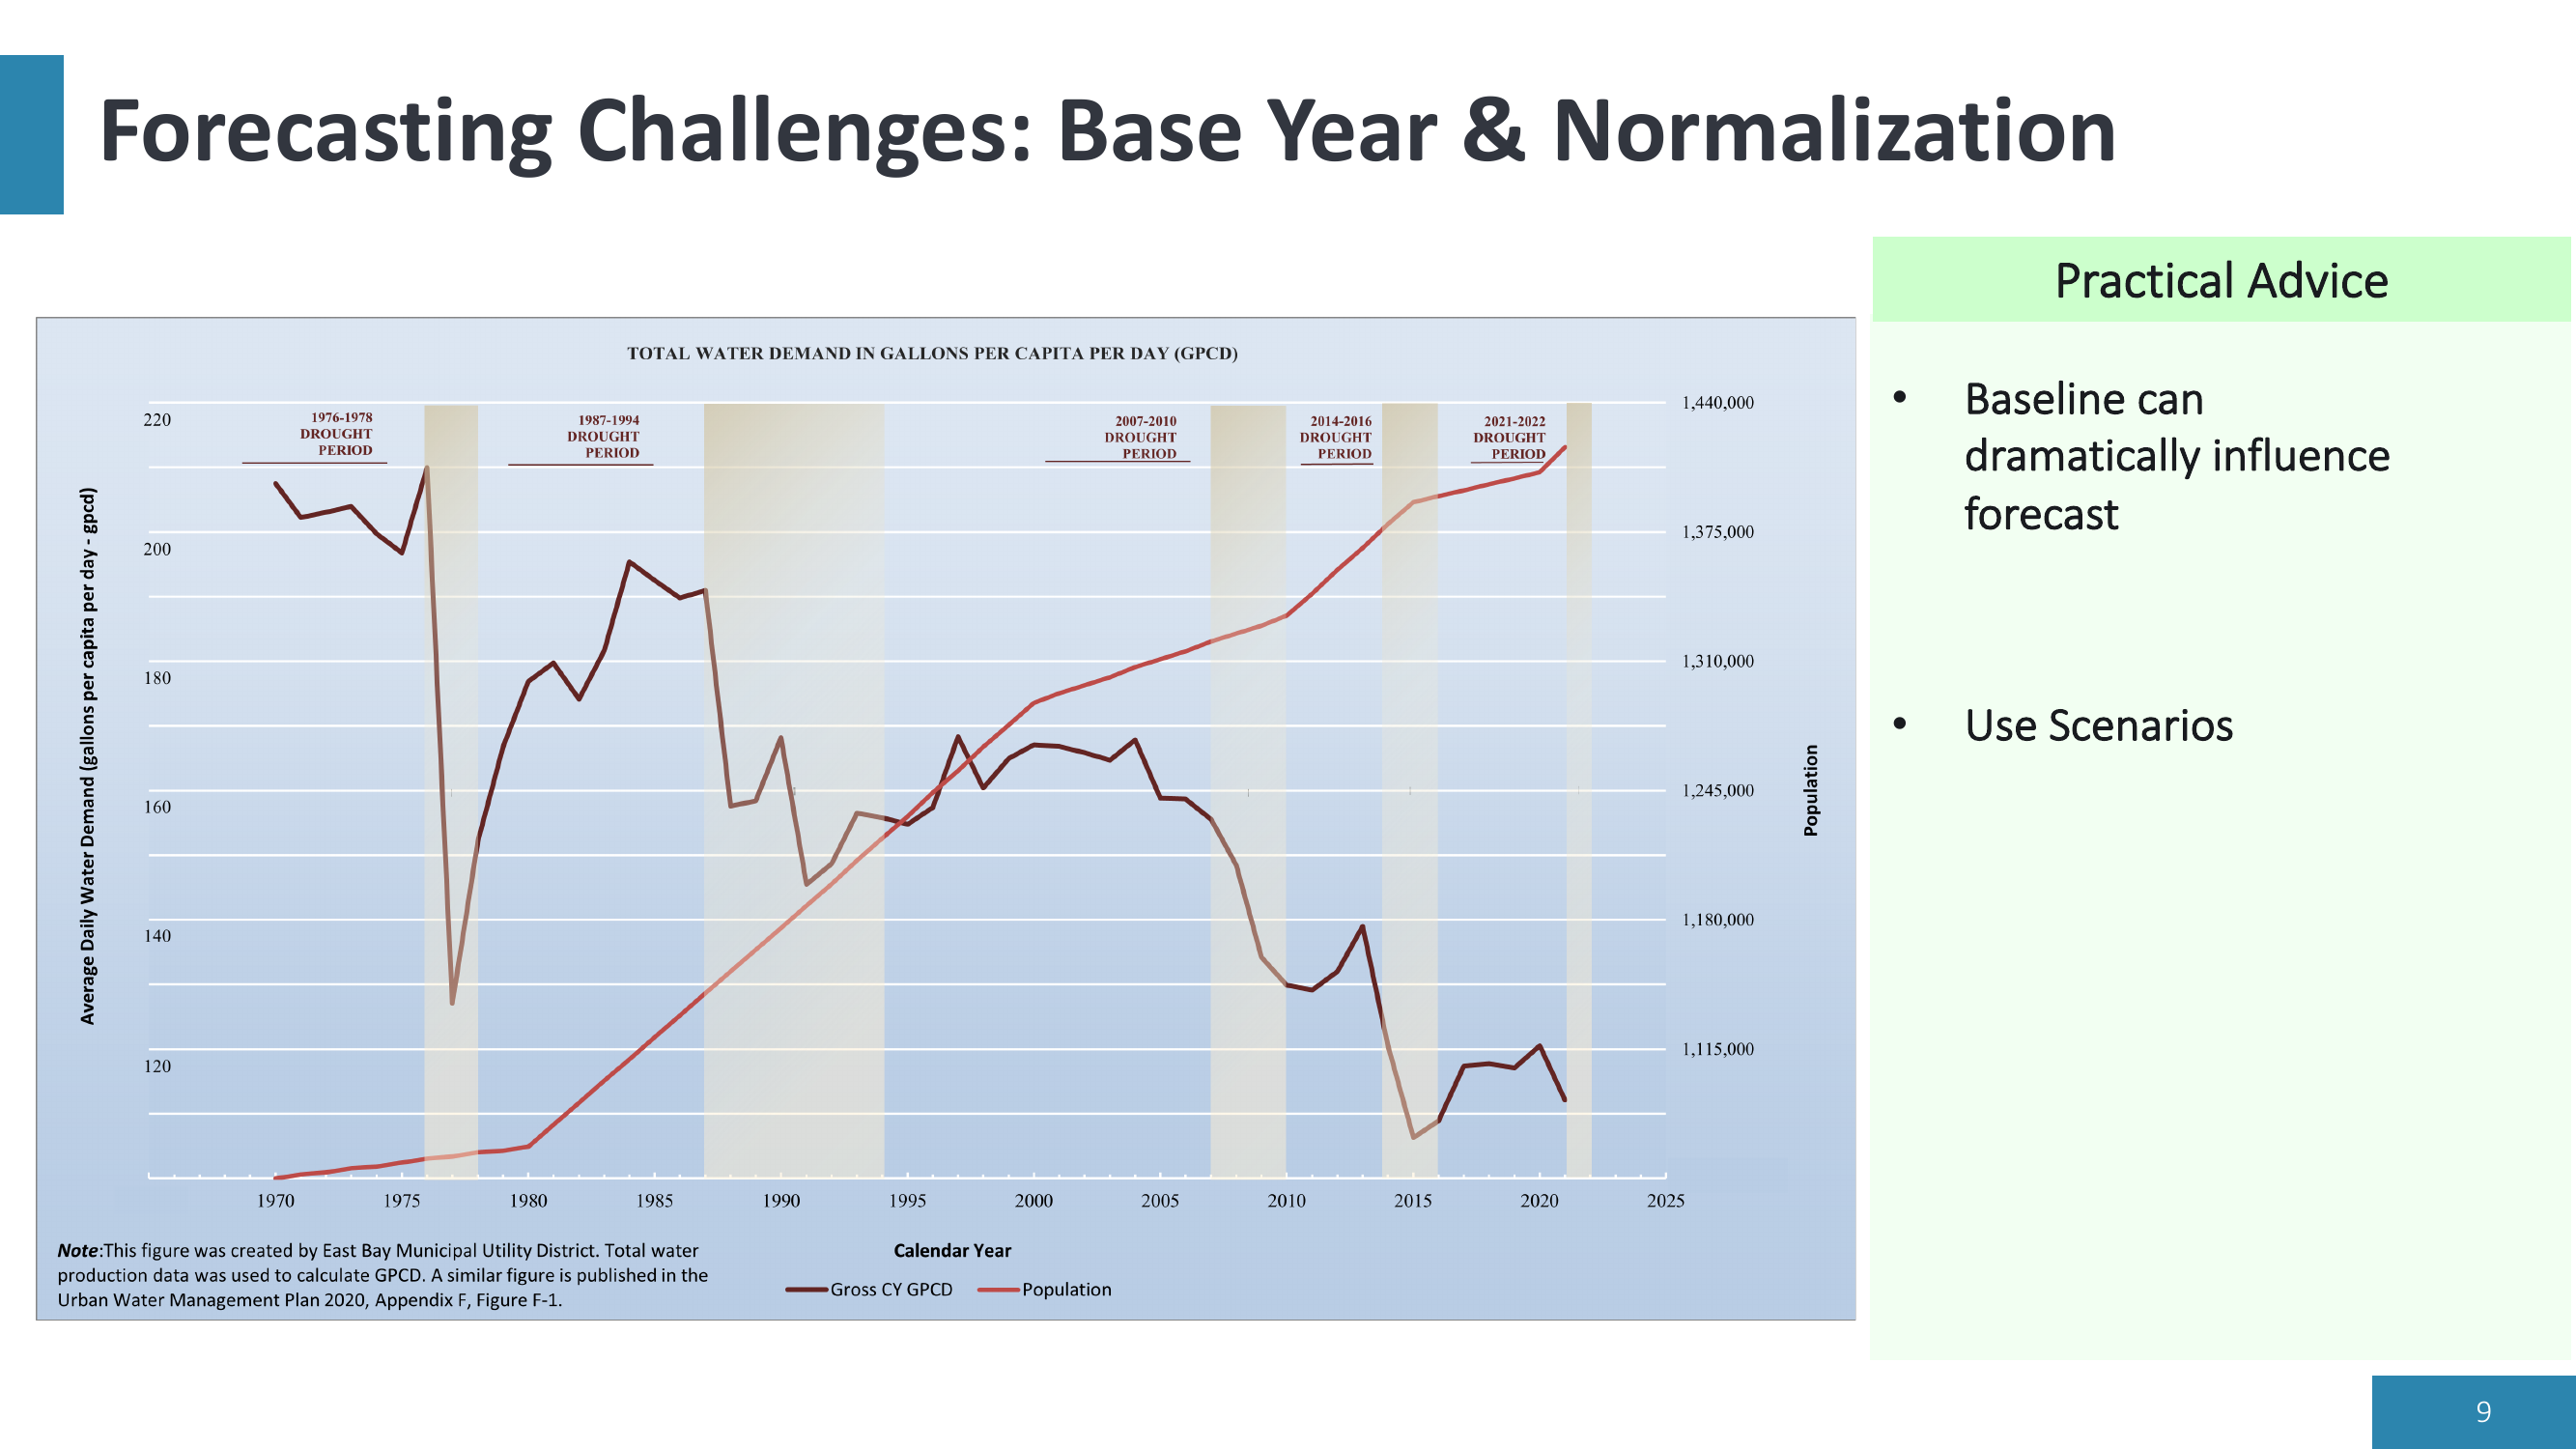 Forecasting Challenges: Base Year & Normalization
TOTAL WATER DEMAND IN GALLONS PER CAPITA PER DAY (GPCD)
Average Daily Water Demand (gallons per capita per day - gpcd)
220
200
180
160
140
120
1976-1978
DROUGHT
PERIOD
1987-1994
DROUGHT
PERIOD
2007-2010
DROUGHT
PERIOD
2014-2016
DROUGHT
PERIOD
2021-2022
DROUGHT
PERIOD
1,440,000
1,375,000
1,310,000
1,245,000
1,180,000
1,115,000
Population
1970 1975 1980 1985 1990 1995 2000 2005 2010 2015 2020 2025
Calendar Year
Gross CY GPCD Population
Note:This figure was created by East Bay Municipal Utility District. Total water
production data was used to calculate GPCD. A similar figure is published in the
Urban Water Management Plan 2020, Appendix F, Figure F-1.
Practical Advice
• Baseline can
dramatically influence
forecast
• Use Scenarios
9